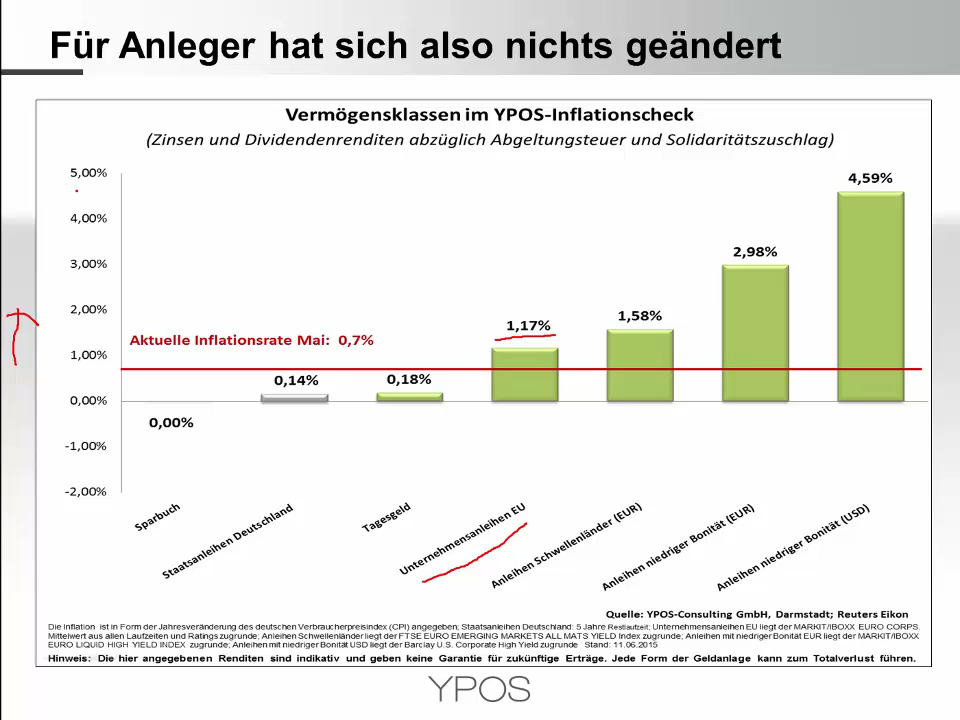 Für Anleger hat sich also nichts geändert
Vermögensklassen im YPOS-Inflationscheck
(Zinsen und Dividendenrenditen abzüglich Abgeltungsteuer und Solidaritätszuschlag)
5,00%
4,00%
3,00%
2,00%
1,00%
0,00%
-1,00%
-2,00%
Aktuelle Inflationsrate Mai: 0,7%
0,00%
0,14%
0,18%
1,17%
1,58%
2,98%
4,59%
Sparbuch
Staatsanleihen Deutschland
Tagesgeld
Unternehmensanleihen EU
Anleihen Schwellenländer (EUR)
Anleihen niedriger Bonität (EUR)
Anleihen niedriger Bonität (USD)
Quelle: YPOS-Consulting GmbH, Darmstadt; Reuters Eikon
Die Inflation ist in Form der Jahresveränderung des deutschen Verbraucherpreisindex (CPI) angegeben; Staatsanleihen Deutschland: 5 Jahre Restlaufzeit; Unternehmensanleihen EU liegt der MARKIT/IBOXX EURO CORPS.
Mittelwert aus allen Laufzeiten und Ratings zugrunde; Anleihen Schwellenländer liegt der FTSE EURO EMERGING MARKETS ALL MATS YIELD Index zugrunde; Anleihen mit niedriger Bonität EUR liegt der MARKIT/IBOXX
EURO LIQUID HIGH YIELD INDEX zugrunde; Anleihen mit niedriger Bonität USD liegt der Barclay U.S. Corporate High Yield zugrunde Stand: 11.06.2015
Hinweis: Die hier angegebenen Renditen sind indikativ und geben keine Garantie für zukünftige Erträge. Jede Form der Geldanlage kann zum Totalverlust führen.
YPOS